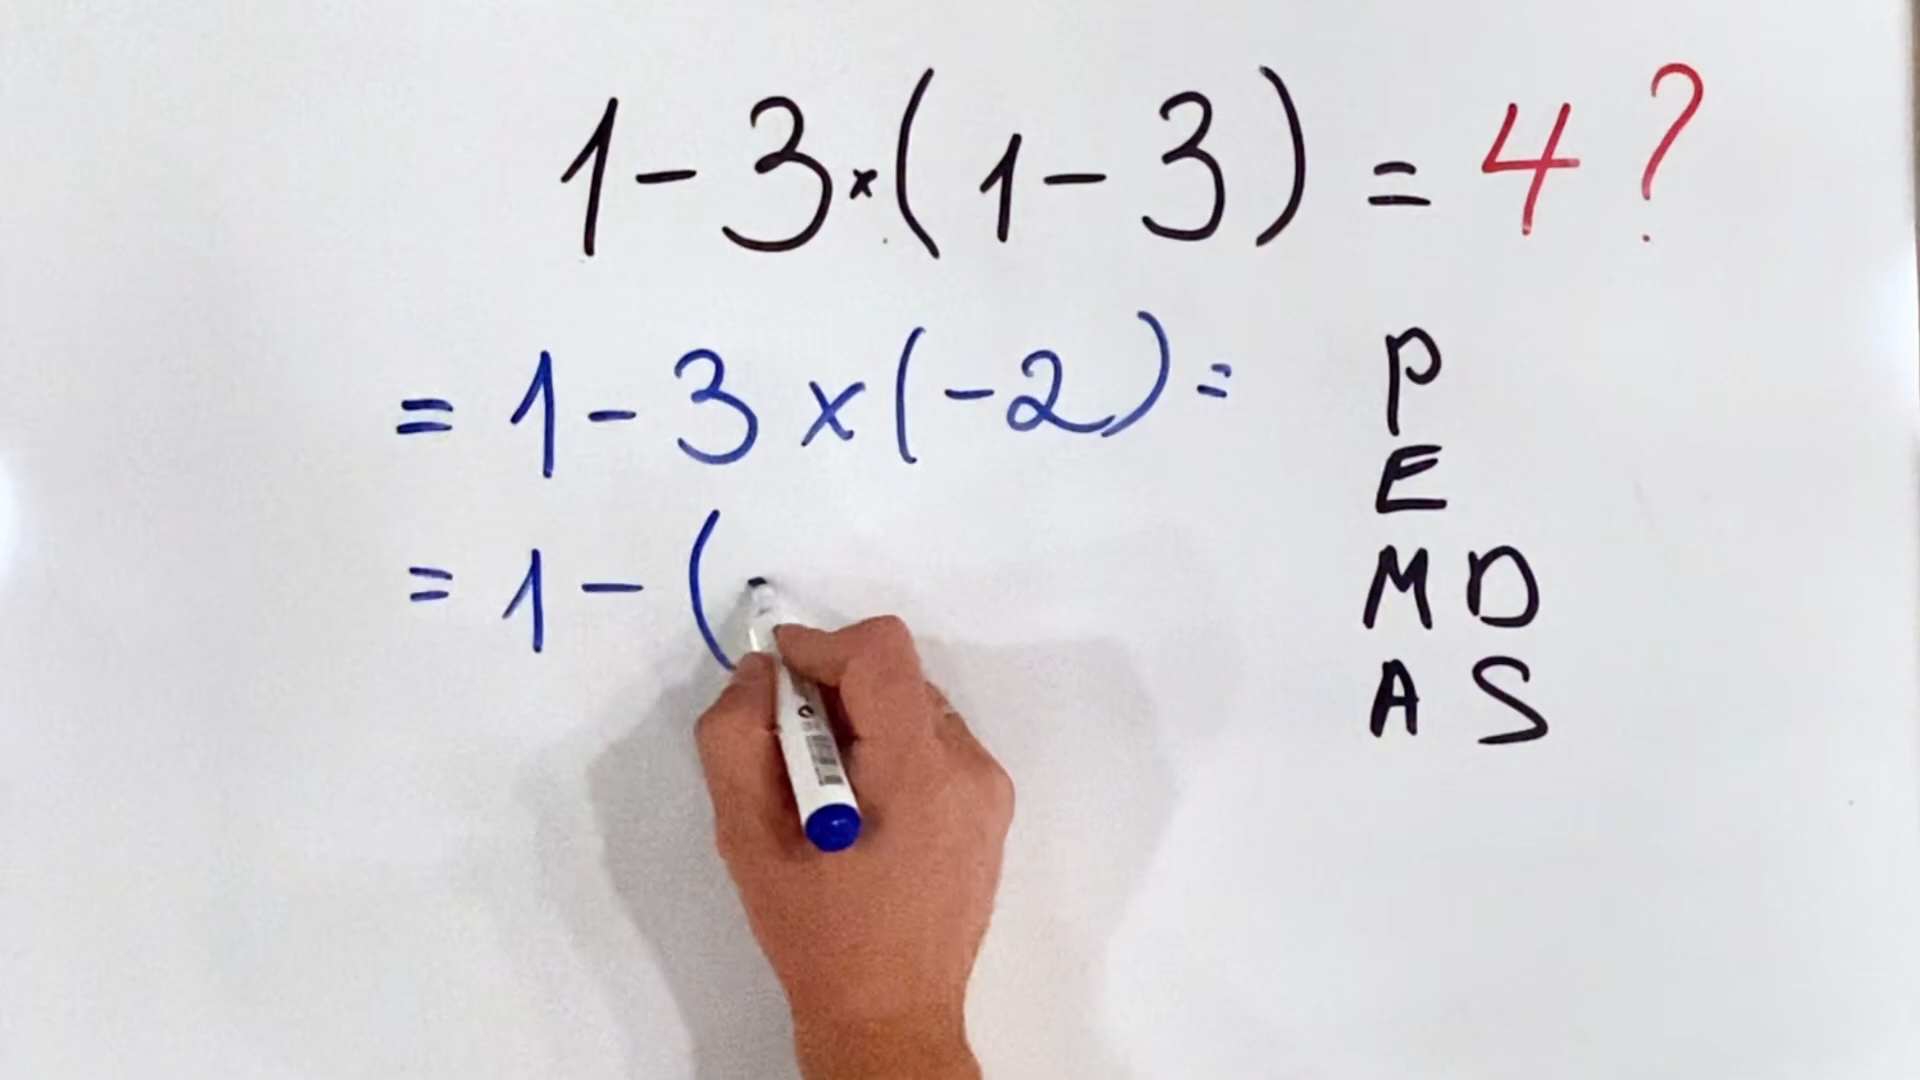 1-3×(1-3) = 4?
= 1-3×(-2) =
= 1-(
P
E
M D
A S